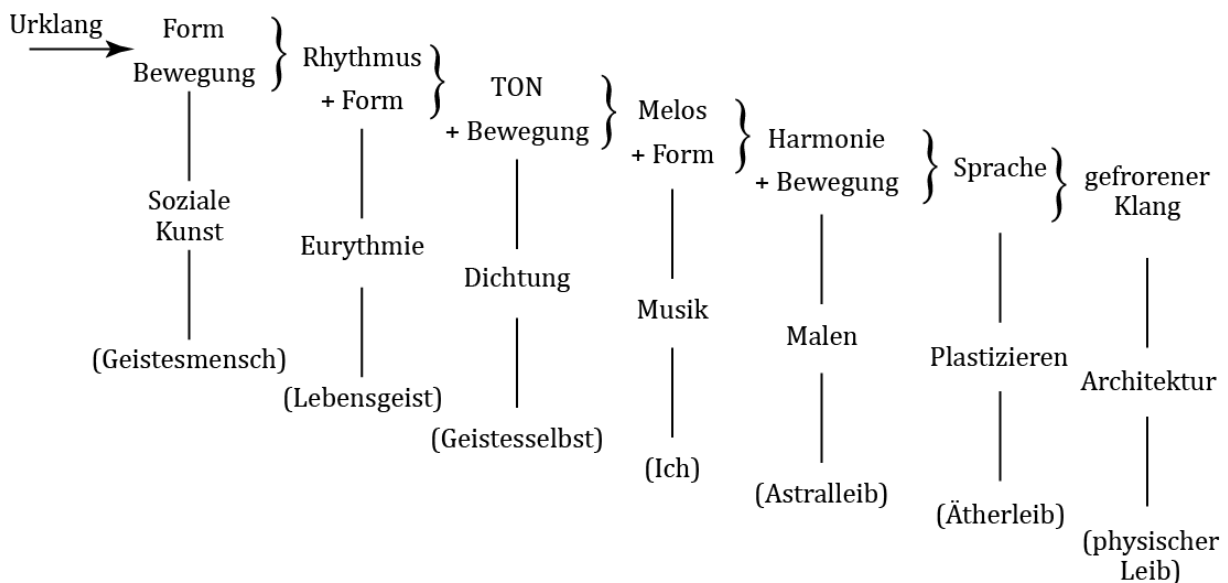 Urklang
Form
Bewegung
Rhythmus
+ Form
TON
+ Bewegung
Melos
+ Form
Harmonie
+ Bewegung
Sprache
gefrorener
Klang
Soziale
Kunst
Eurythmie
Dichtung
Musik
Malen
Plastizieren
Architektur
(Geistesmensch)
(Lebensgeist)
(Geistesselbst)
(Ich)
(Astralleib)
(Ätherleib)
(physischer
Leib)